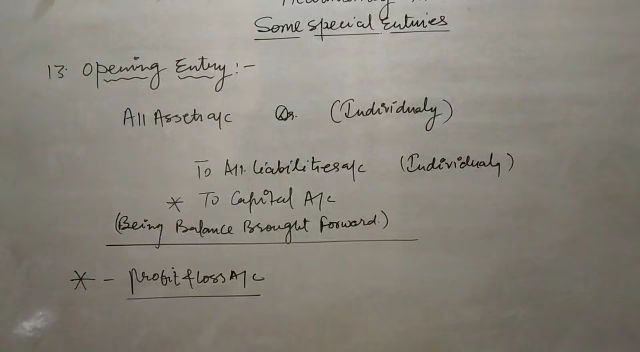 Some special Entries
13. Opening Entry:-
All Assets a/c Dr. (Individualy)
To All liabilities a/c (Individualy)
* To Capital A/c
(Being Balance Brought forward.)
* - Profit & Loss A/c